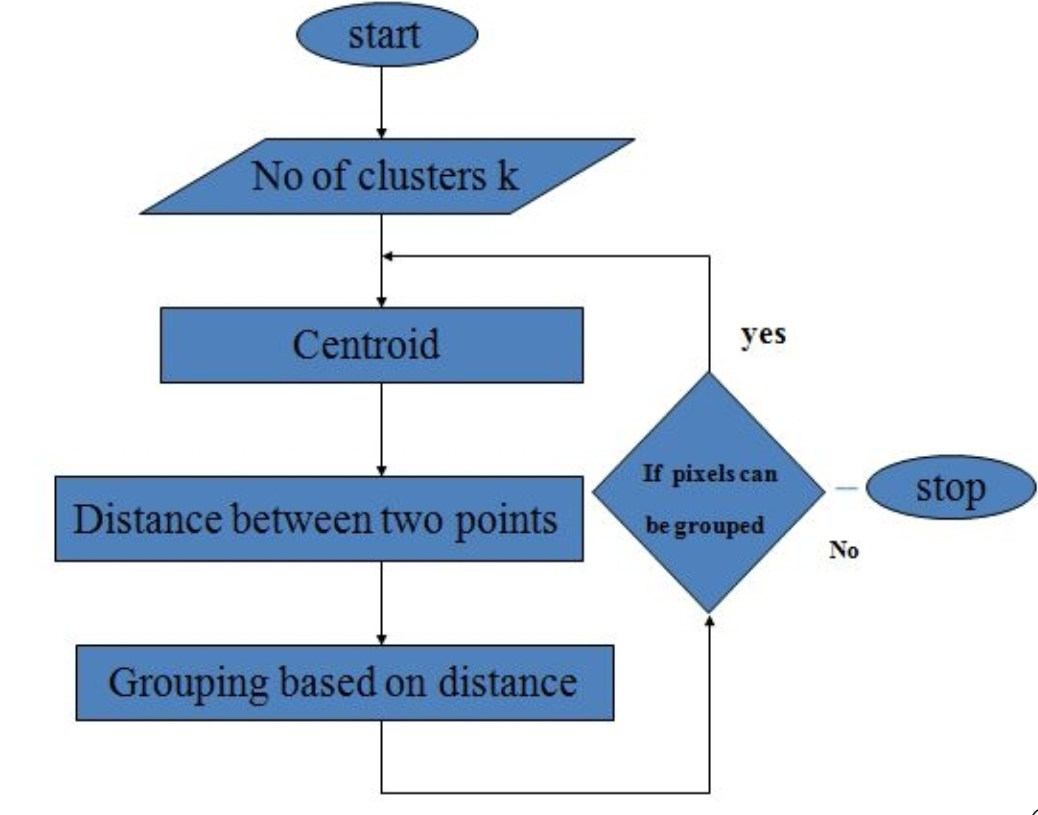 start
No of clusters k
Centroid
yes
If pixels can
be grouped
stop
No
Distance between two points
Grouping based on distance